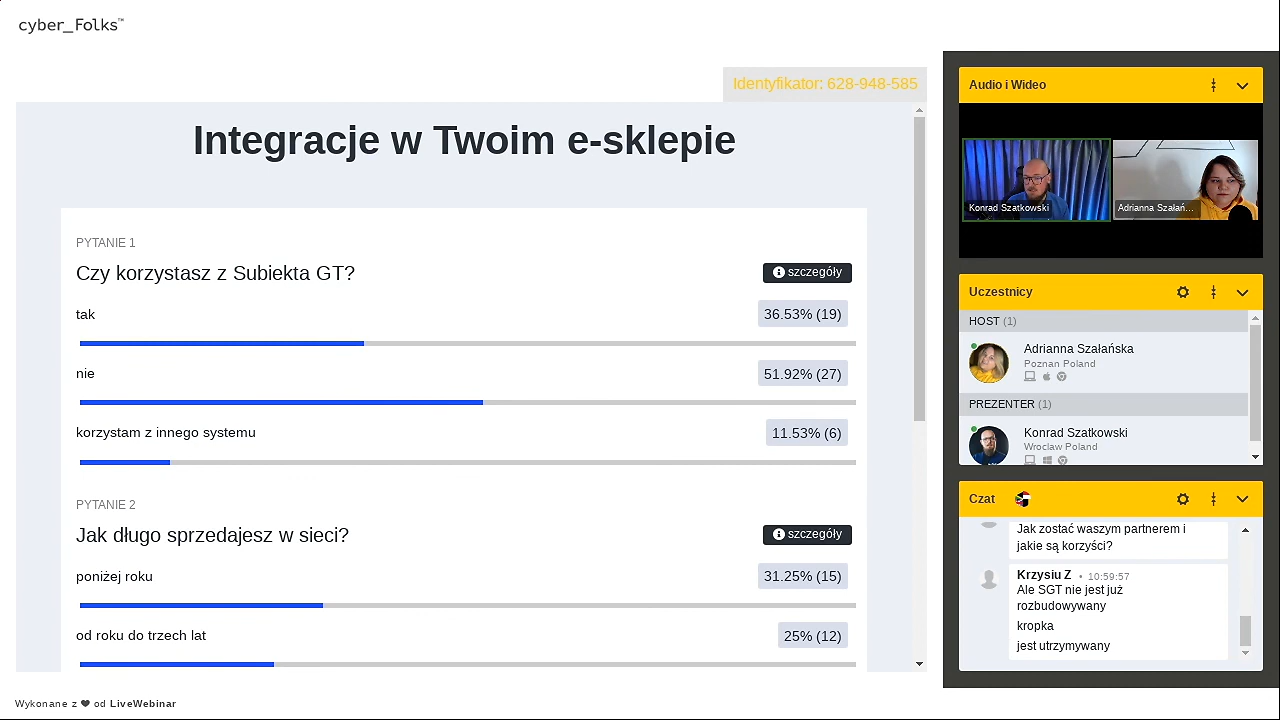 cyber_Folks™
Identyfikator: 628-948-585
Integracje w Twoim e-sklepie
PYTANIE 1
Czy korzystasz z Subiekta GT?
szczegóły
tak
36.53% (19)
nie
51.92% (27)
korzystam z innego systemu
11.53% (6)
PYTANIE 2
Jak długo sprzedajesz w sieci?
szczegóły
poniżej roku
31.25% (15)
od roku do trzech lat
25% (12)
Audio i Wideo
Konrad Szatkowski
Adrianna Szałań...
Uczestnicy
HOST (1)
Adrianna Szałańska
Poznan Poland
PREZENTER (1)
Konrad Szatkowski
Wroclaw Poland
Czat
Jak zostać waszym partnerem i
jakie są korzyści?
Krzysiu Z • 10:59:57
Ale SGT nie jest już
rozbudowywany
kropka
jest utrzymywany
Wykonane z ♥ od LiveWebinar